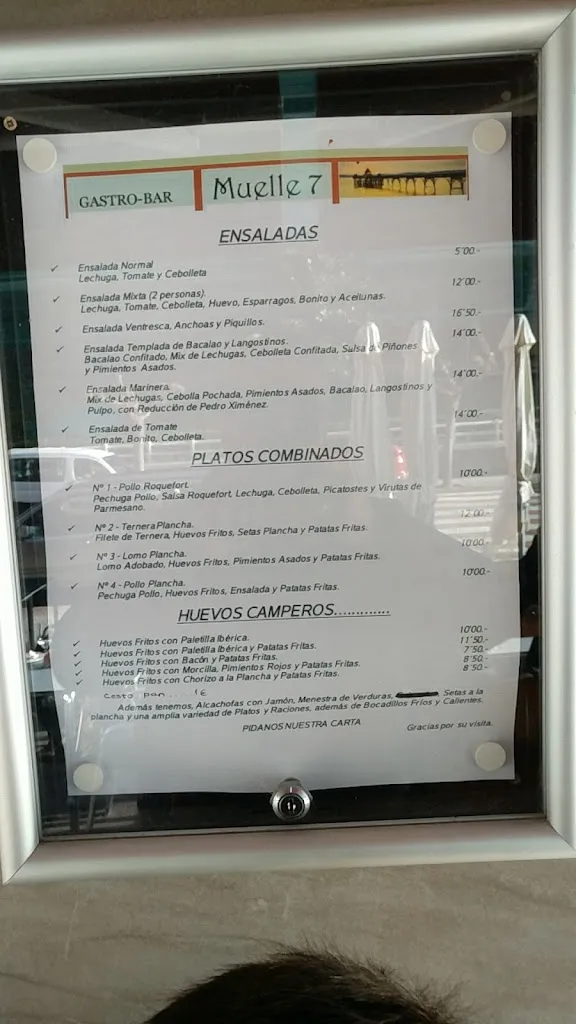 GASTRO-BAR
Muelle 7
ENSALADAS
Ensalada Normal 5'00.-
Lechuga, Tomate y Cebolleta
Ensalada Mixta (2 personas). 12'00.-
Lechuga, Tomate, Cebolleta, Huevo, Esparragos, Bonito y Aceitunas.
Ensalada Ventresca, Anchoas y Piquillos. 16'50.-
Ensalada Templada de Bacalao y Langostinos. 14'00.-
Bacalao Confitado, Mix de Lechugas, Cebolleta Confitada, Salsa de Piñones
y Pimientos Asados.
Ensalada Marinera. 14'00.-
Mix de Lechugas, Cebolla Pochada, Pimientos Asados, Bacalao, Langostinos y
Pulpo, con Reducción de Pedro Ximénez.
Ensalada de Tomate 14'00.-
Tomate, Bonito, Cebolleta.
PLATOS COMBINADOS
Nº 1 - Pollo Roquefort. 10'00.-
Pechuga Pollo, Salsa Roquefort, Lechuga, Cebolleta, Picatostes y Virutas de
Parmesano.
Nº 2 - Ternera Plancha. 12'00.-
Filete de Ternera, Huevos Fritos, Setas Plancha y Patatas Fritas.
Nº 3 - Lomo Plancha. 10'00.-
Lomo Adobado, Huevos Fritos, Pimientos Asados y Patatas Fritas.
Nº 4 - Pollo Plancha. 10'00.-
Pechuga Pollo, Huevos Fritos, Ensalada y Patatas Fritas.
HUEVOS CAMPEROS............
Huevos Fritos con Paletilla Ibérica. 10'00.-
Huevos Fritos con Paletilla Ibérica y Patatas Fritas. 11'50.-
Huevos Fritos con Bacón y Patatas Fritas. 7'50.-
Huevos Fritos con Morcilla, Pimientos Rojos y Patatas Fritas. 8'50.-
Huevos Fritos con Chorizo a la Plancha y Patatas Fritas. 8'50.-
Cesta pan.... 1€
Además tenemos, Alcachofas con Jamón, Menestra de Verduras, Setas a la
plancha y una amplia variedad de Platos y Raciones, además de Bocadillos Fríos y Calientes.
PIDANOS NUESTRA CARTA
Gracias por su visita.